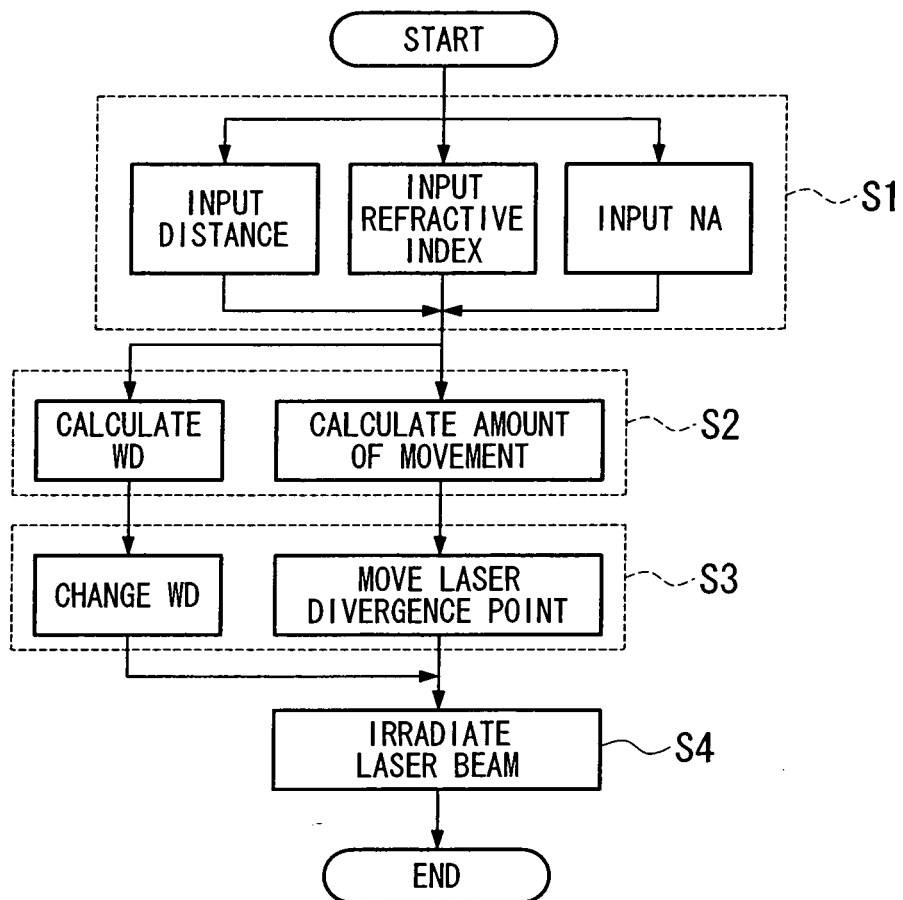 START
INPUT
DISTANCE
INPUT
REFRACTIVE
INDEX
INPUT NA
S1
CALCULATE
WD
CALCULATE AMOUNT
OF MOVEMENT
S2
CHANGE WD
MOVE LASER
DIVERGENCE POINT
S3
IRRADIATE
LASER BEAM
S4
END